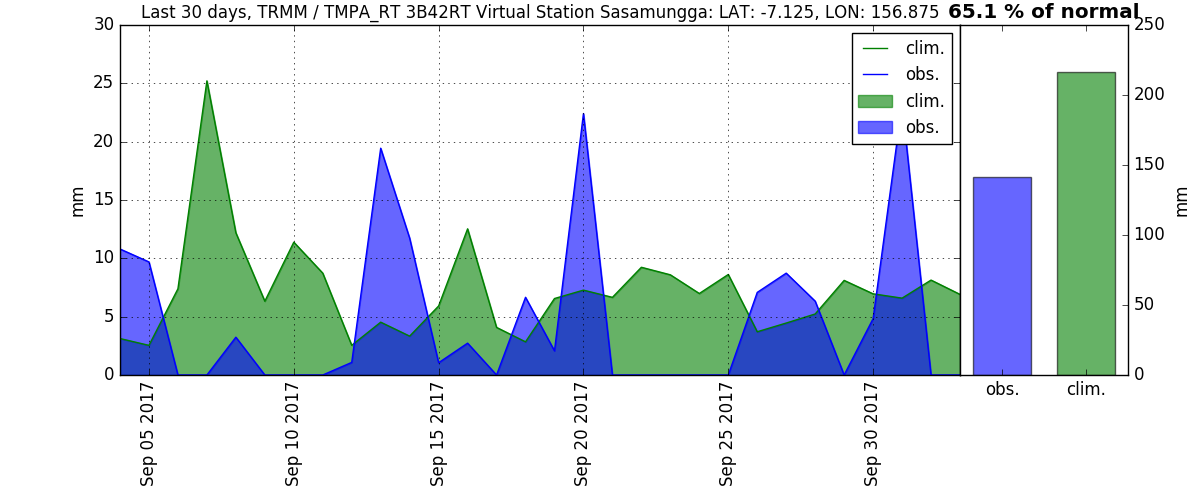 Last 30 days, TRMM / TMPA_RT 3B42RT Virtual Station Sasamungga: LAT: -7.125, LON: 156.875
65.1 % of normal
30
25
20
15
10
5
0
mm
clim.
obs.
clim.
obs.
250
200
150
100
50
0
mm
obs.
clim.
Sep 05 2017
Sep 10 2017
Sep 15 2017
Sep 20 2017
Sep 25 2017
Sep 30 2017